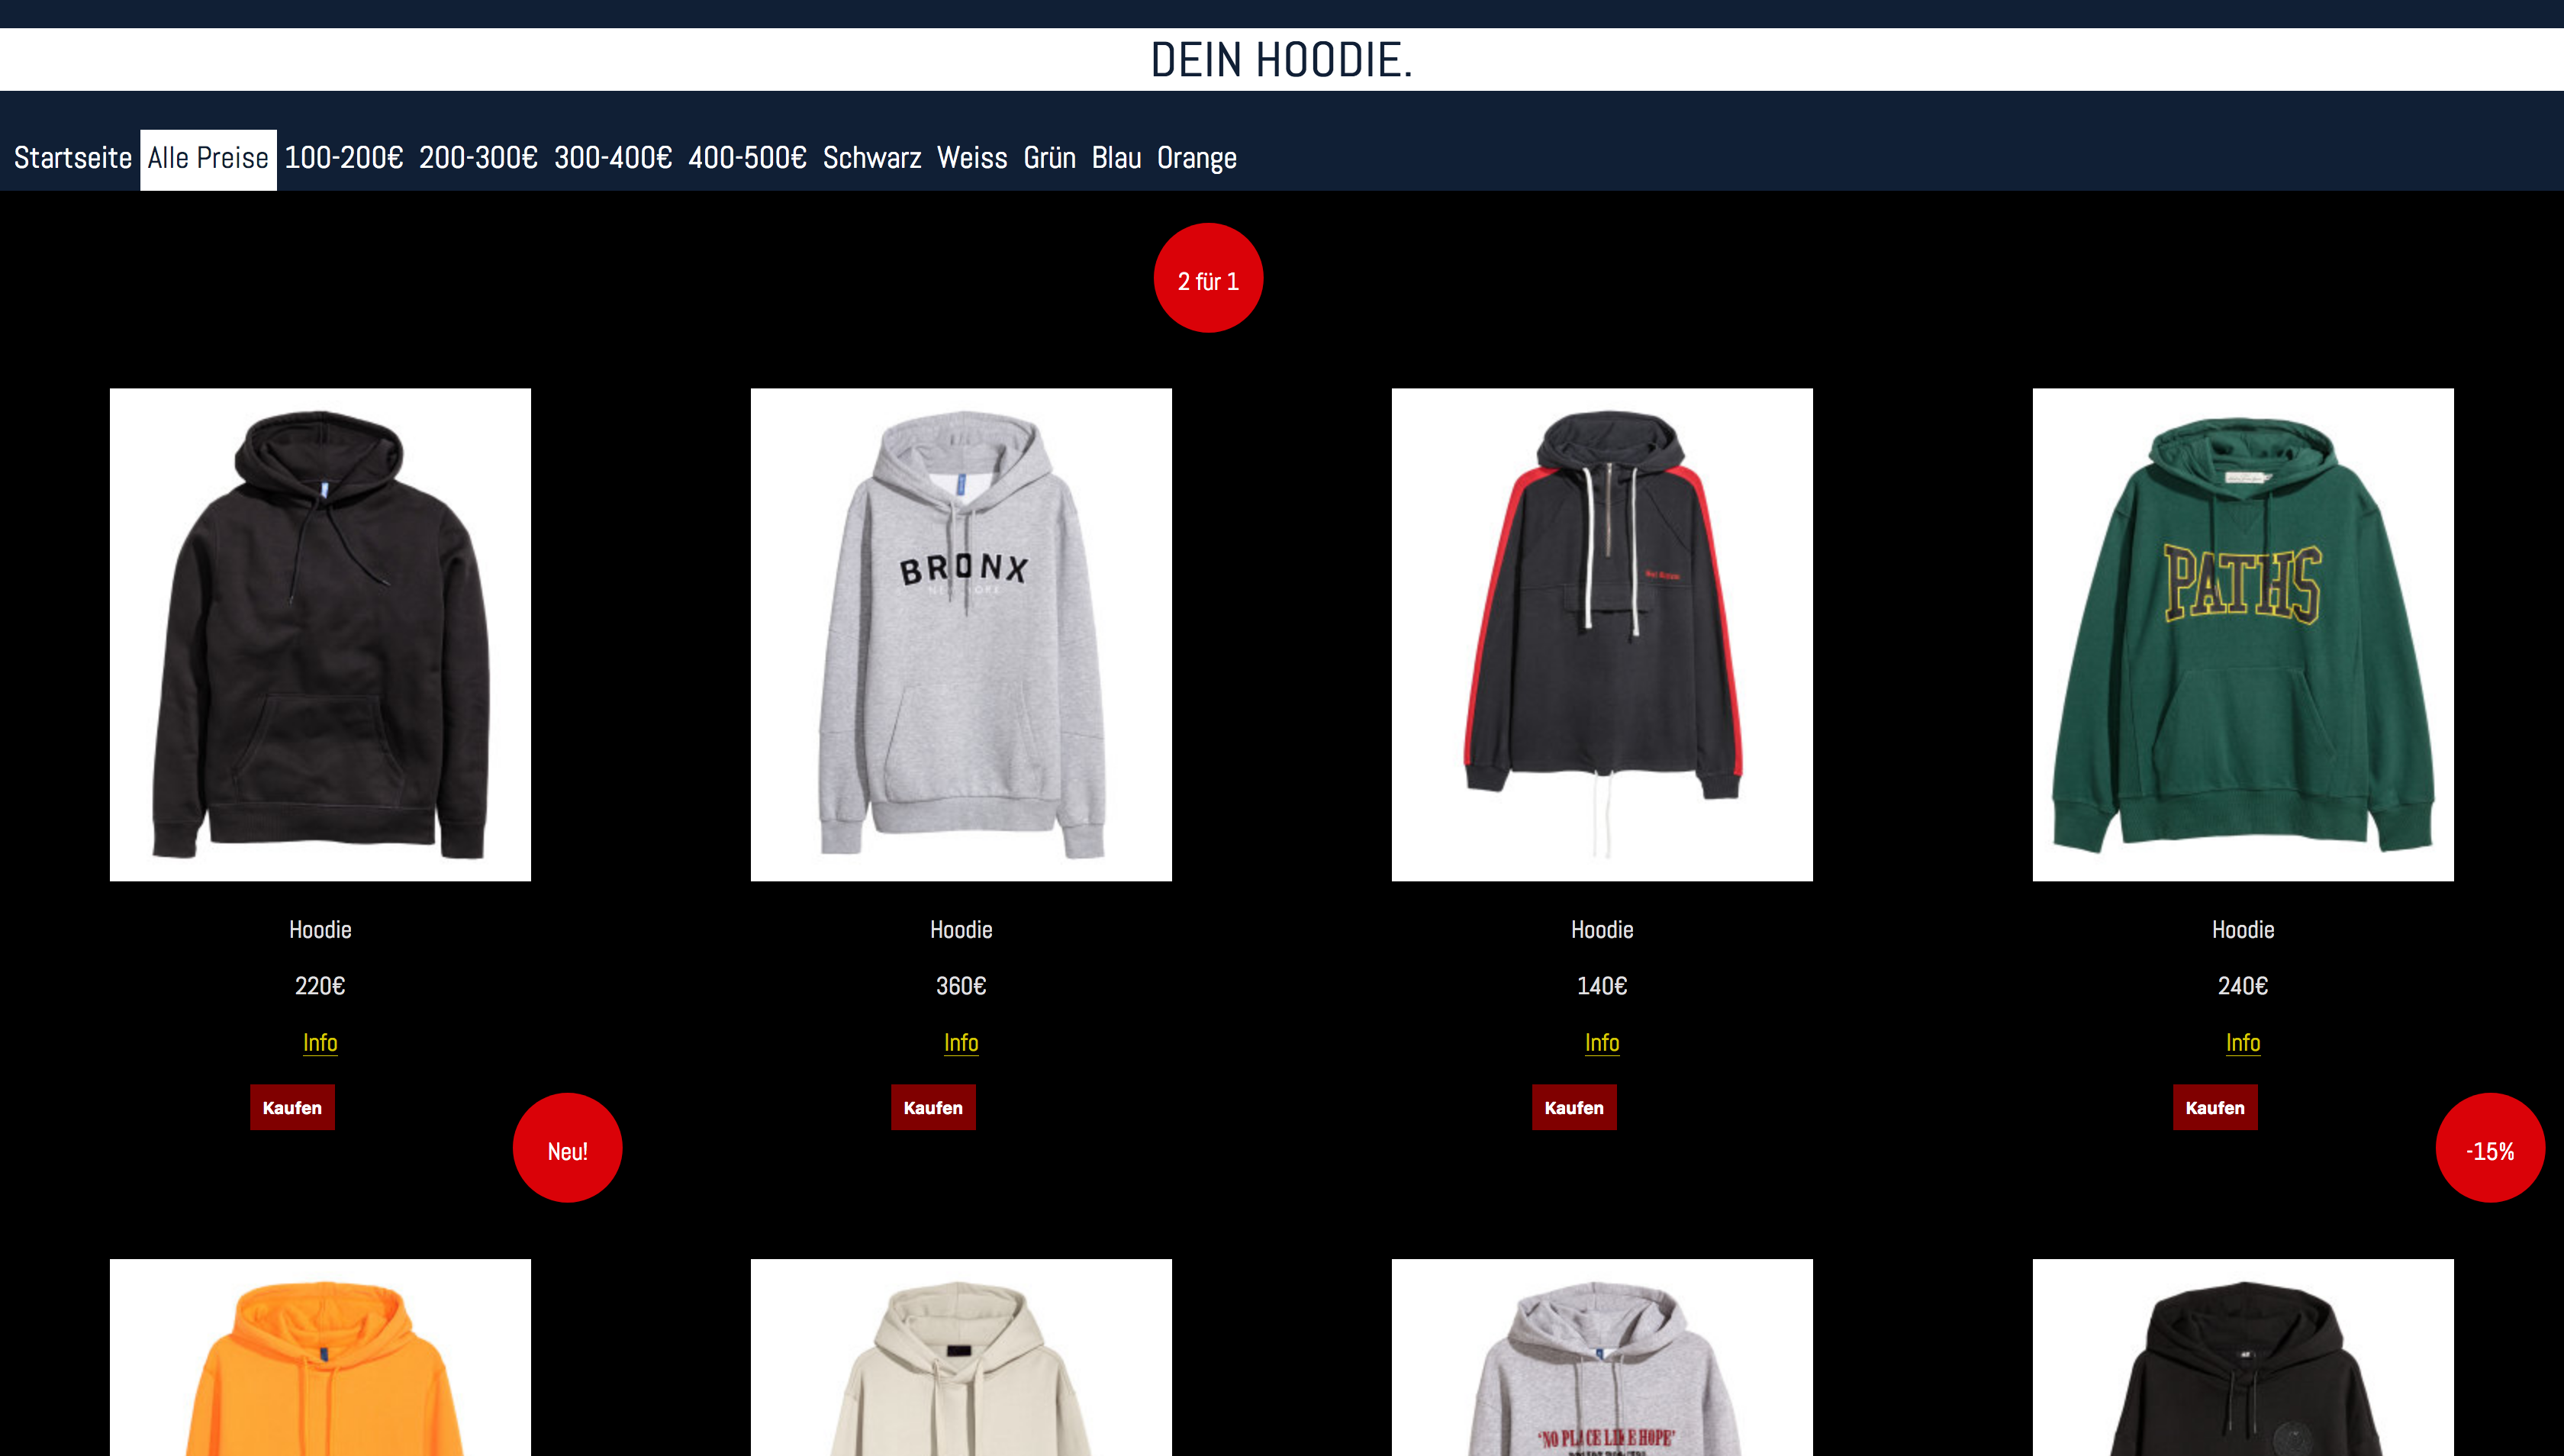 DEIN HOODIE.
Startseite Alle Preise 100-200€ 200-300€ 300-400€ 400-500€ Schwarz Weiss Grün Blau Orange
2 für 1
BRONX
NEW YORK
PATHS
Hoodie Hoodie Hoodie Hoodie
220€ 360€ 140€ 240€
Info Info Info Info
Kaufen Kaufen Kaufen Kaufen
Neu! -15%
'NO PLACE LIKE HOPE'